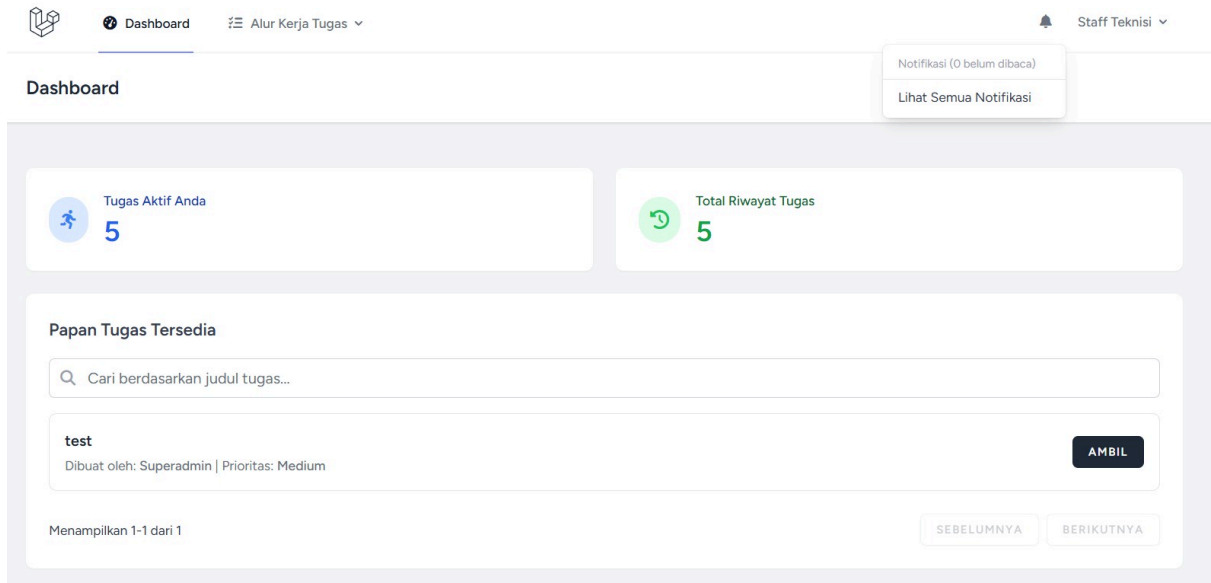 Dashboard
Alur Kerja Tugas
Staff Teknisi
Notifikasi (0 belum dibaca)
Lihat Semua Notifikasi
Dashboard
Tugas Aktif Anda
5
Total Riwayat Tugas
5
Papan Tugas Tersedia
Cari berdasarkan judul tugas...
test
Dibuat oleh: Superadmin | Prioritas: Medium
AMBIL
Menampilkan 1-1 dari 1
SEBELUMNYA
BERIKUTNYA